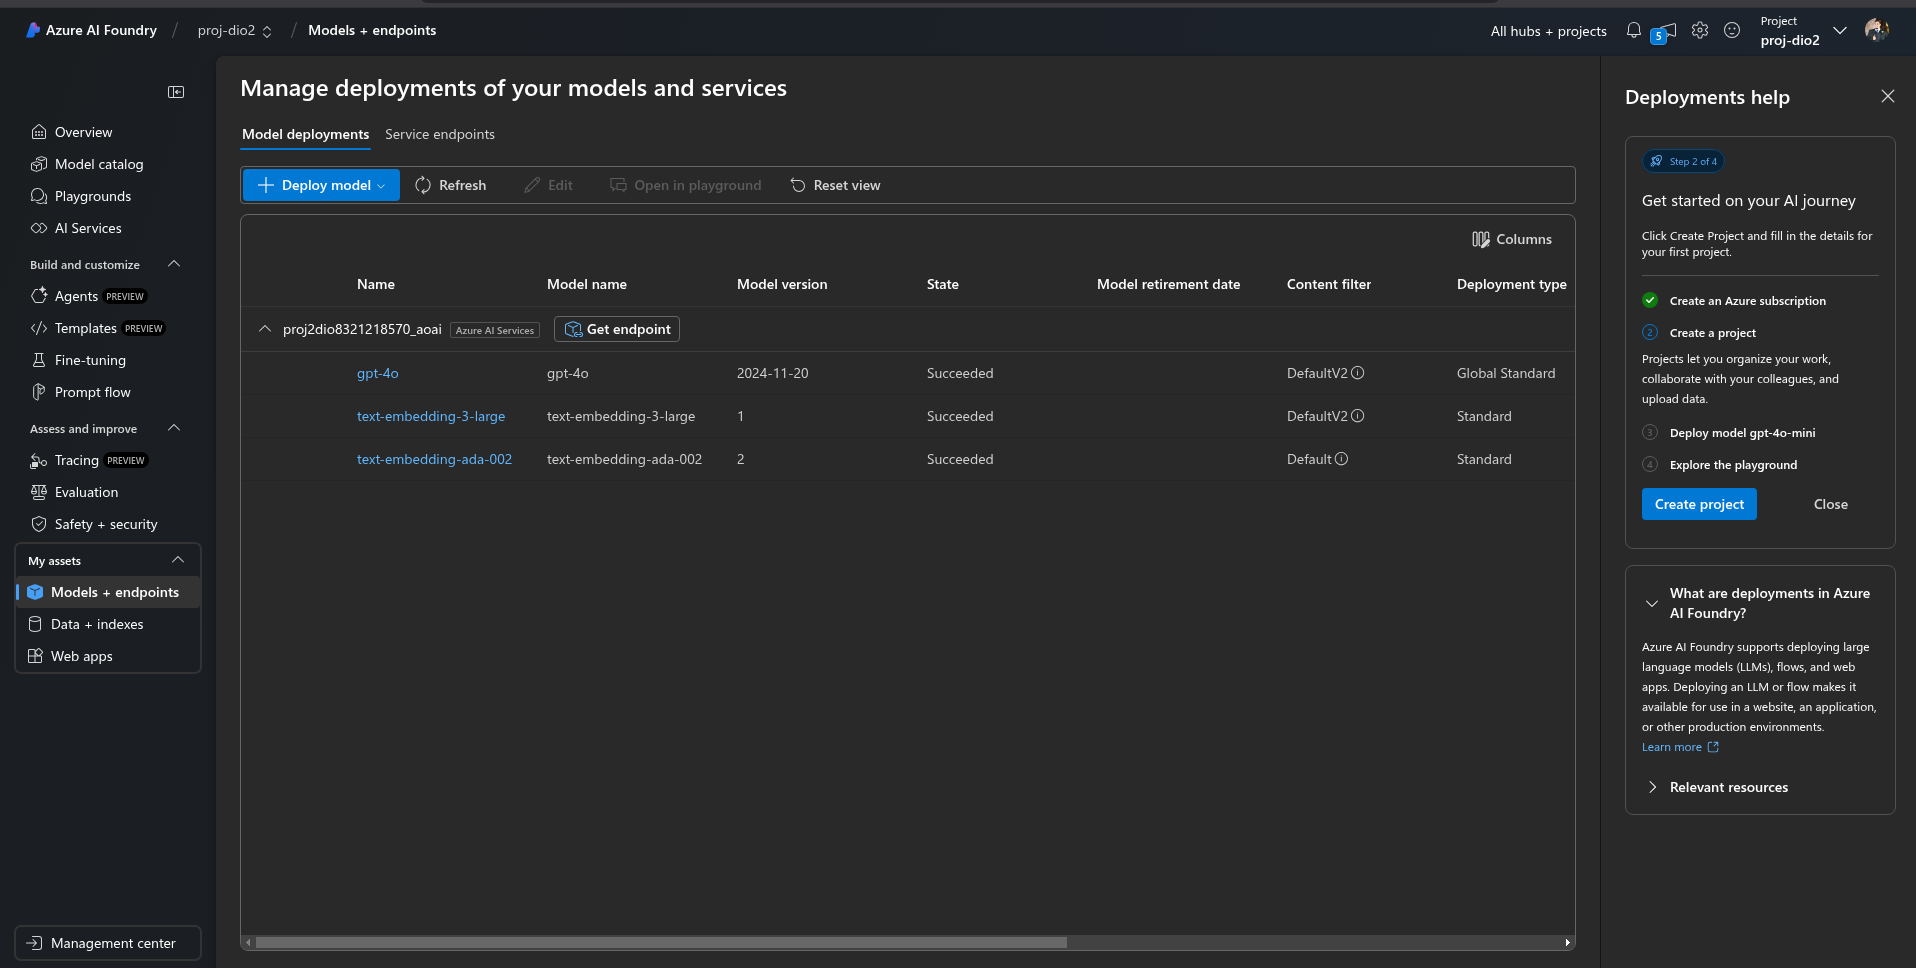 Azure AI Foundry / proj-dio2 / Models + endpoints
All hubs + projects
5
Project
proj-dio2
Overview
Model catalog
Playgrounds
AI Services
Build and customize
Agents PREVIEW
Templates PREVIEW
Fine-tuning
Prompt flow
Assess and improve
Tracing PREVIEW
Evaluation
Safety + security
My assets
Models + endpoints
Data + indexes
Web apps
Management center
Manage deployments of your models and services
Model deployments Service endpoints
Deploy model Refresh Edit Open in playground Reset view
Columns
Name Model name Model version State Model retirement date Content filter Deployment type
proj2dio8321218570_aoai Azure AI Services Get endpoint
gpt-4o gpt-4o 2024-11-20 Succeeded DefaultV2 Global Standard
text-embedding-3-large text-embedding-3-large 1 Succeeded DefaultV2 Standard
text-embedding-ada-002 text-embedding-ada-002 2 Succeeded Default Standard
Deployments help
Step 2 of 4
Get started on your AI journey
Click Create Project and fill in the details for
your first project.
Create an Azure subscription
2 Create a project
Projects let you organize your work,
collaborate with your colleagues, and
upload data.
3 Deploy model gpt-4o-mini
4 Explore the playground
Create project Close
What are deployments in Azure
AI Foundry?
Azure AI Foundry supports deploying large
language models (LLMs), flows, and web
apps. Deploying an LLM or flow makes it
available for use in a website, an application,
or other production environments.
Learn more
Relevant resources